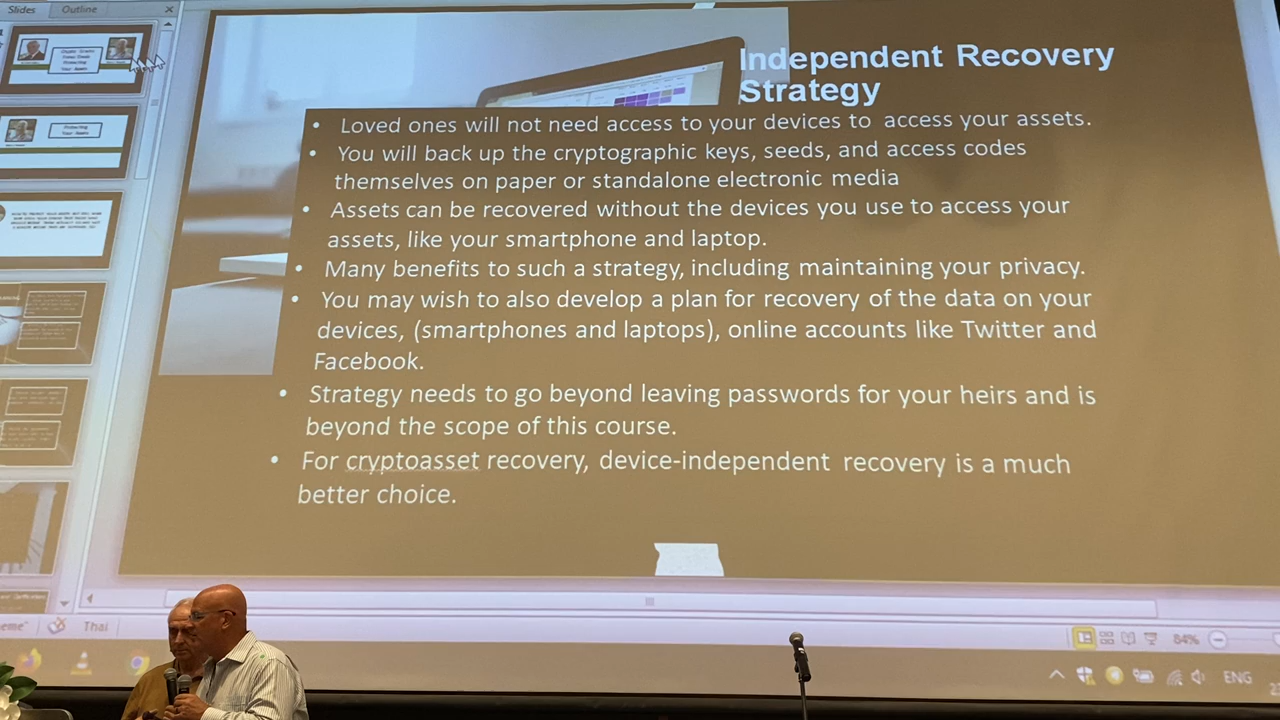 Slides Outline
Independent Recovery
Strategy
• Loved ones will not need access to your devices to access your assets.
• You will back up the cryptographic keys, seeds, and access codes
themselves on paper or standalone electronic media
• Assets can be recovered without the devices you use to access your
assets, like your smartphone and laptop.
• Many benefits to such a strategy, including maintaining your privacy.
• You may wish to also develop a plan for recovery of the data on your
devices, (smartphones and laptops), online accounts like Twitter and
Facebook.
• Strategy needs to go beyond leaving passwords for your heirs and is
beyond the scope of this course.
• For cryptoasset recovery, device-independent recovery is a much
better choice.
Thai
84%
ENG